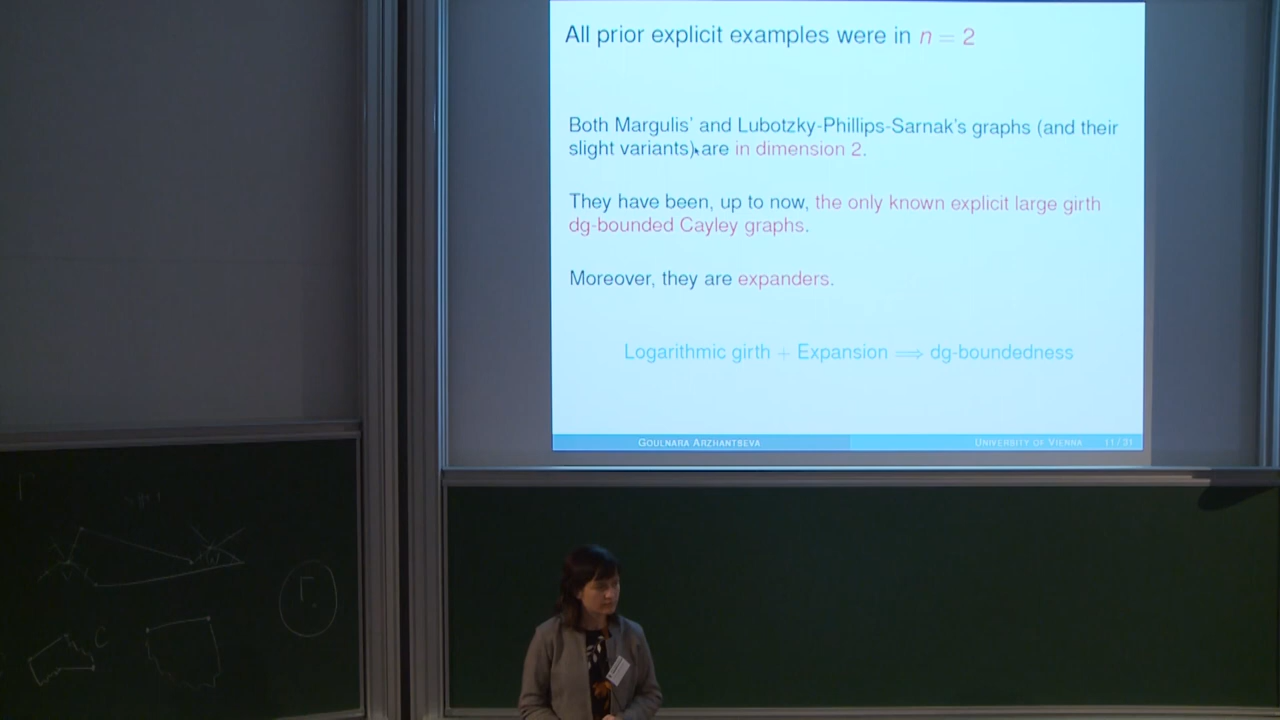 All prior explicit examples were in n = 2
Both Margulis' and Lubotzky-Phillips-Sarnak's graphs (and their
slight variants) are in dimension 2.
They have been, up to now, the only known explicit large girth
dg-bounded Cayley graphs.
Moreover, they are expanders.
Logarithmic girth + Expansion ⟹ dg-boundedness
GOULNARA ARZHANTSEVA UNIVERSITY OF VIENNA 11 / 31
Γ
C